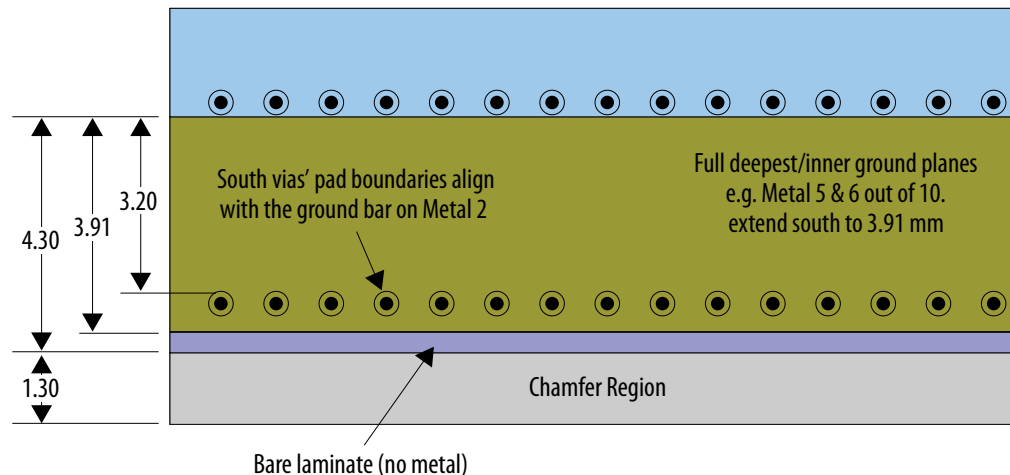 South vias’ pad boundaries align
with the ground bar on Metal 2
Full deepest/inner ground planes
e.g. Metal 5 & 6 out of 10.
extend south to 3.91 mm
3.20
3.91
4.30
1.30
Chamfer Region
Bare laminate (no metal)